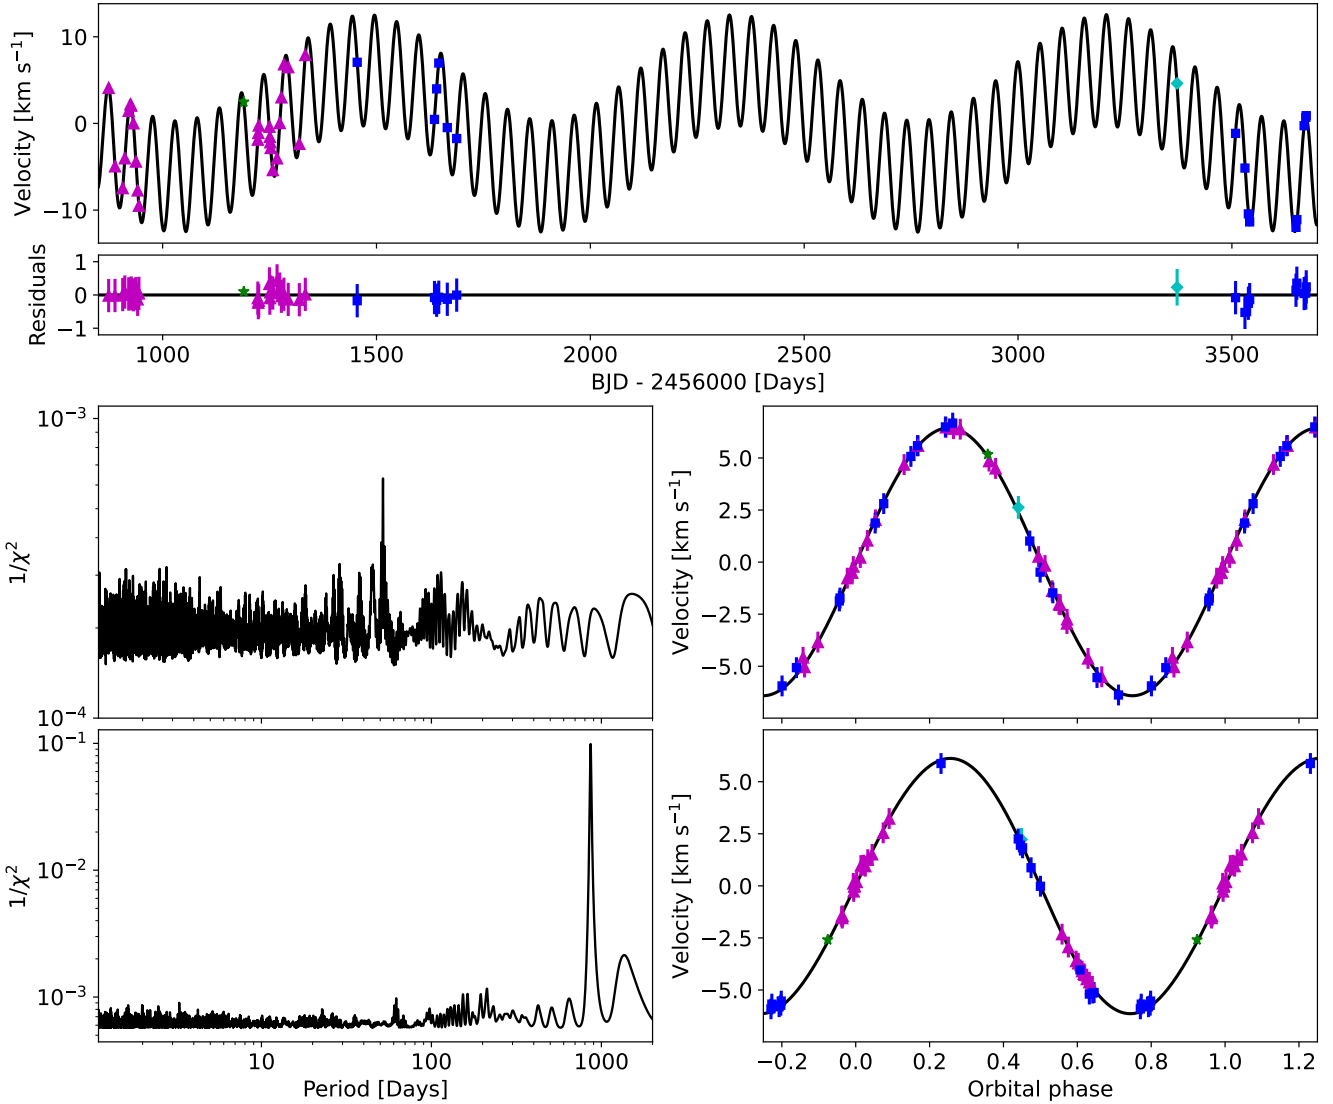 10
0
−10
Velocity [km s⁻¹]
1
0
−1
Residuals
1000 1500 2000 2500 3000 3500
BJD - 2456000 [Days]
10⁻³
10⁻⁴
1/χ²
5.0
2.5
0.0
−2.5
−5.0
Velocity [km s⁻¹]
10⁻¹
10⁻²
10⁻³
1/χ²
10 100 1000
Period [Days]
5.0
2.5
0.0
−2.5
−5.0
Velocity [km s⁻¹]
−0.2 0.0 0.2 0.4 0.6 0.8 1.0 1.2
Orbital phase